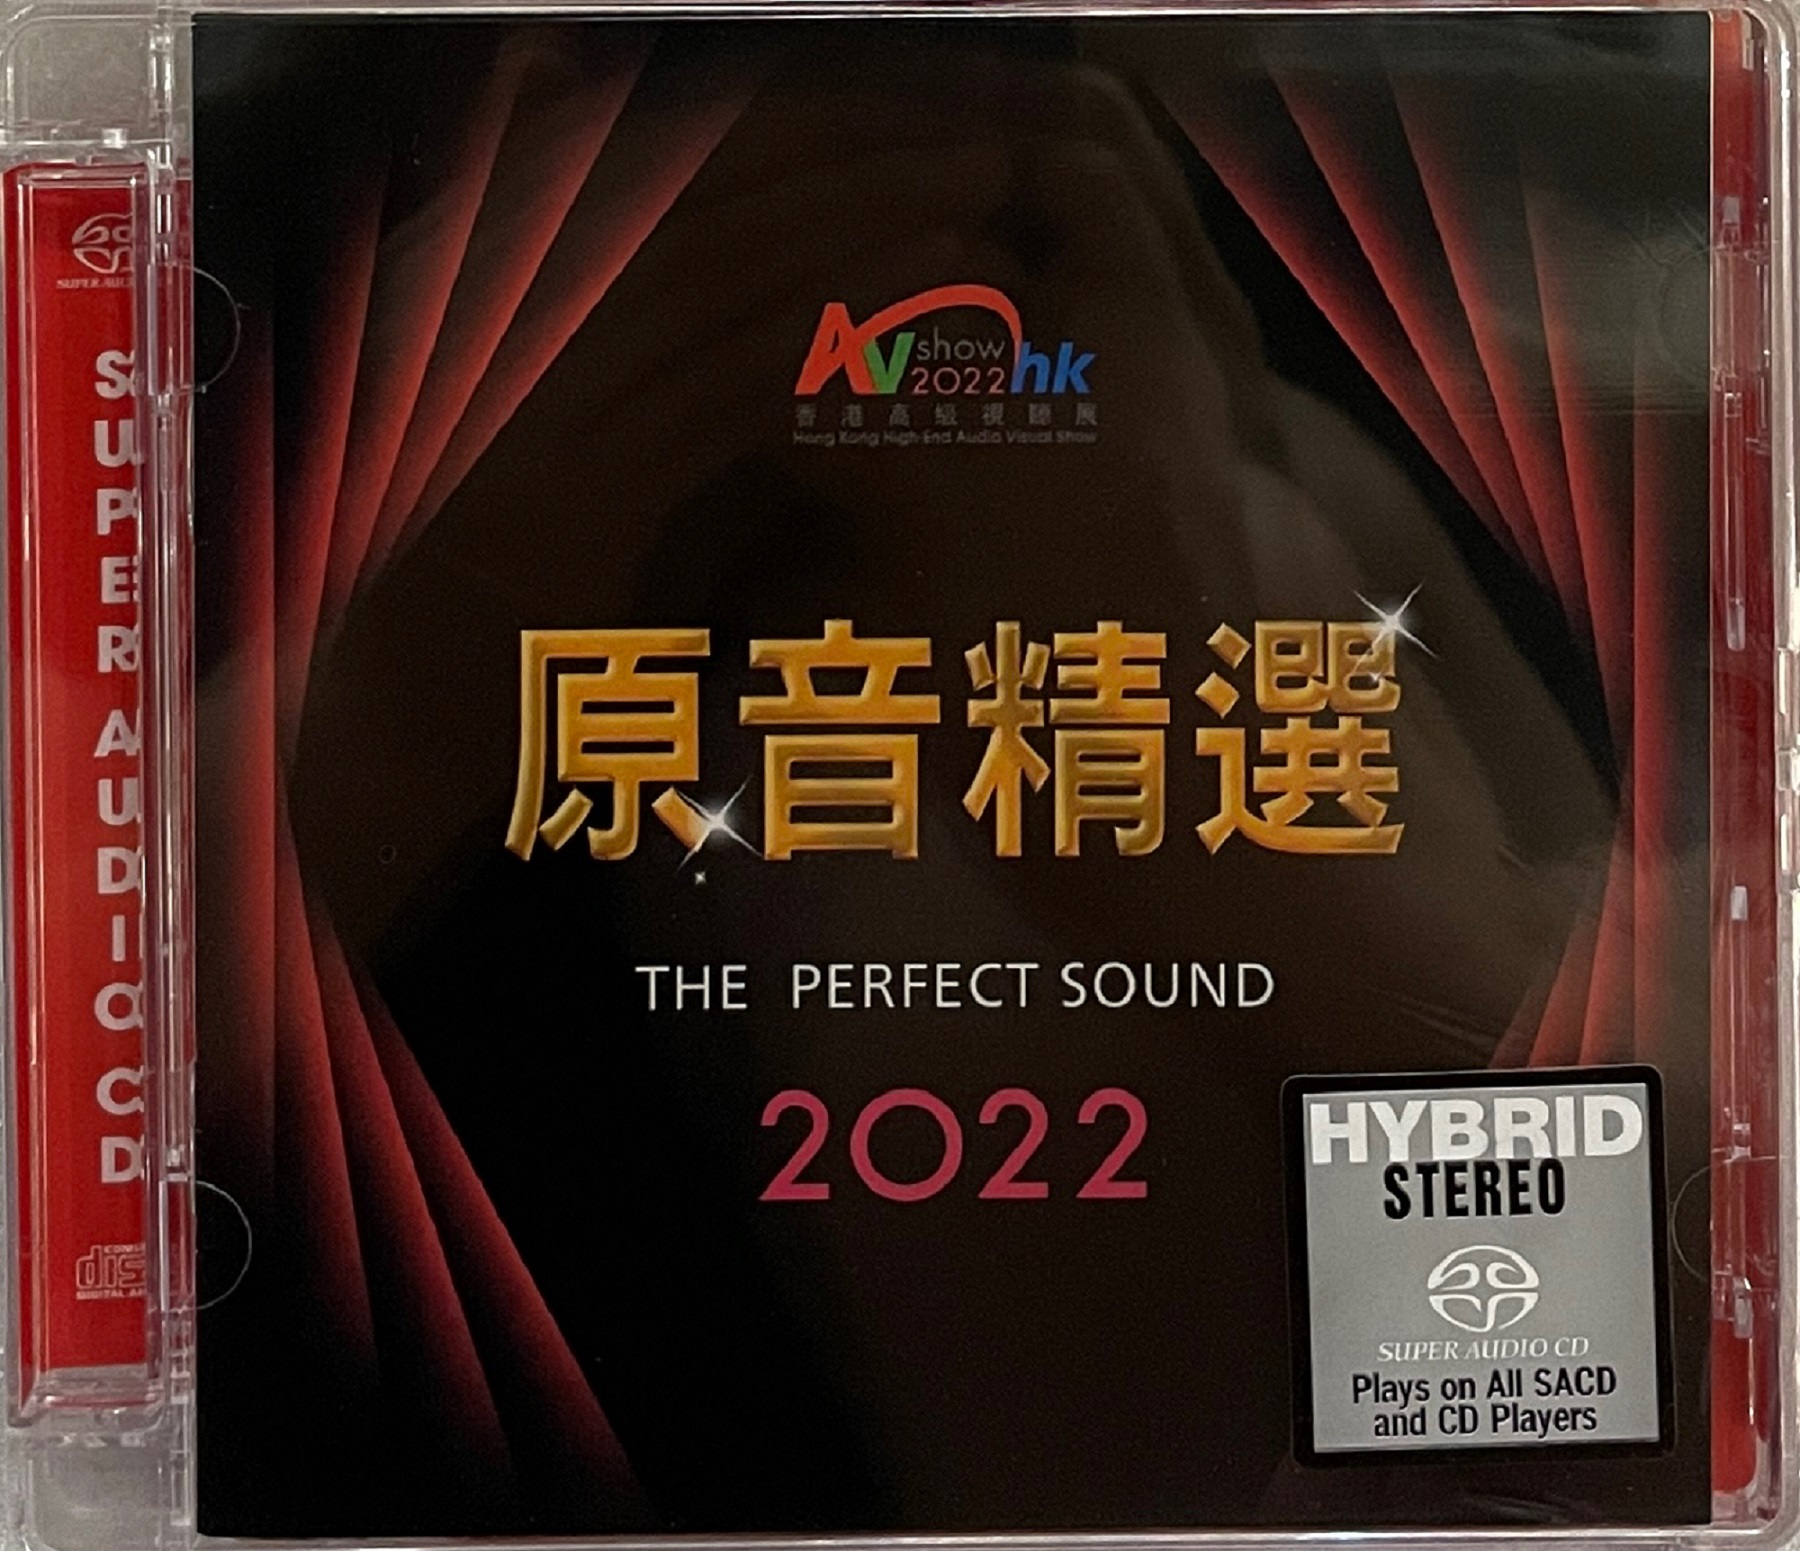 SUPER AUDIO CD
AV show hk
2022
香港高級視聽展
Hong Kong High-End Audio Visual Show
原音精選
THE PERFECT SOUND
2022
HYBRID
STEREO
SUPER AUDIO CD
Plays on All SACD
and CD Players
SUPER
DIGITAL